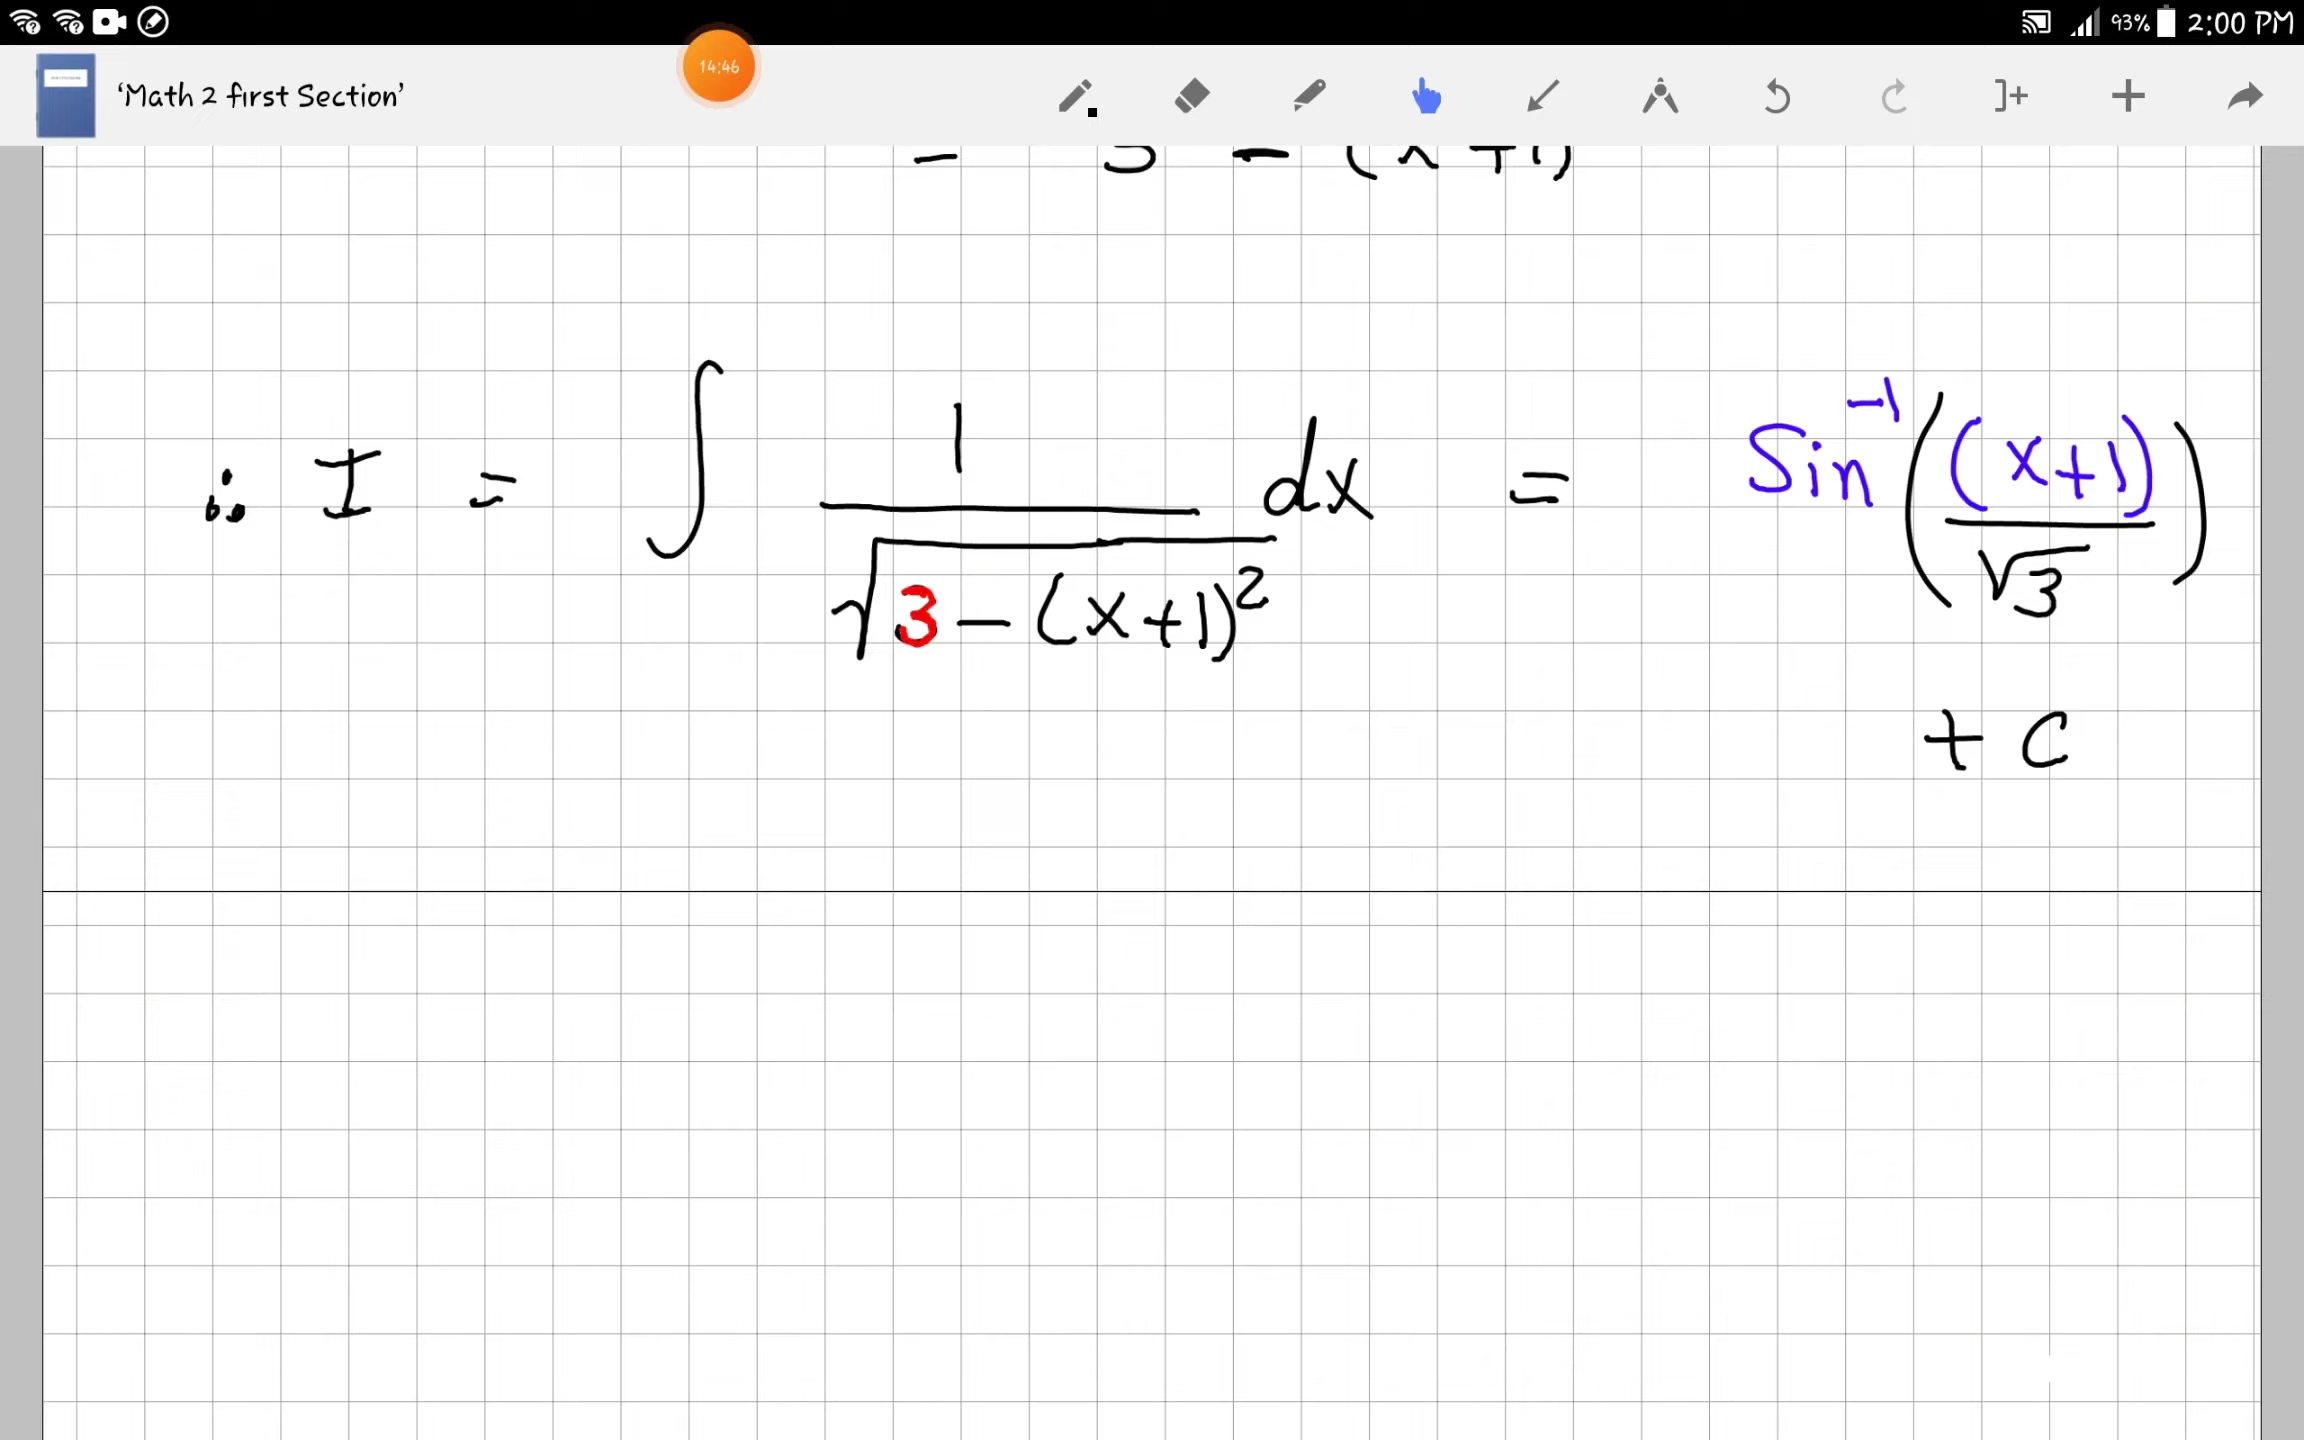 93% 2:00 PM
'Math 2 first Section' 14:46
∴ I = ∫ 1/√(3 − (x+1)²) dx = Sin⁻¹((x+1)/√3)
+ C